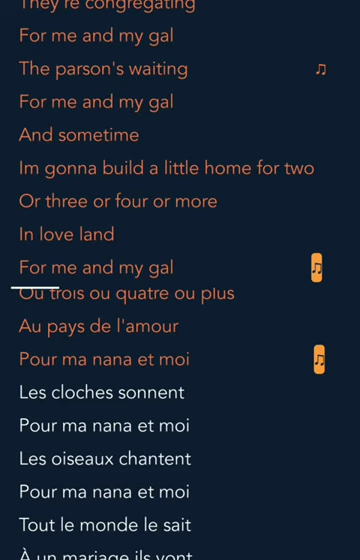 They're congregating
For me and my gal
The parson's waiting ♫
For me and my gal
And sometime
Im gonna build a little home for two
Or three or four or more
In love land
For me and my gal ♫
Ou trois ou quatre ou plus
Au pays de l'amour
Pour ma nana et moi ♫
Les cloches sonnent
Pour ma nana et moi
Les oiseaux chantent
Pour ma nana et moi
Tout le monde le sait
À un mariage ils vont